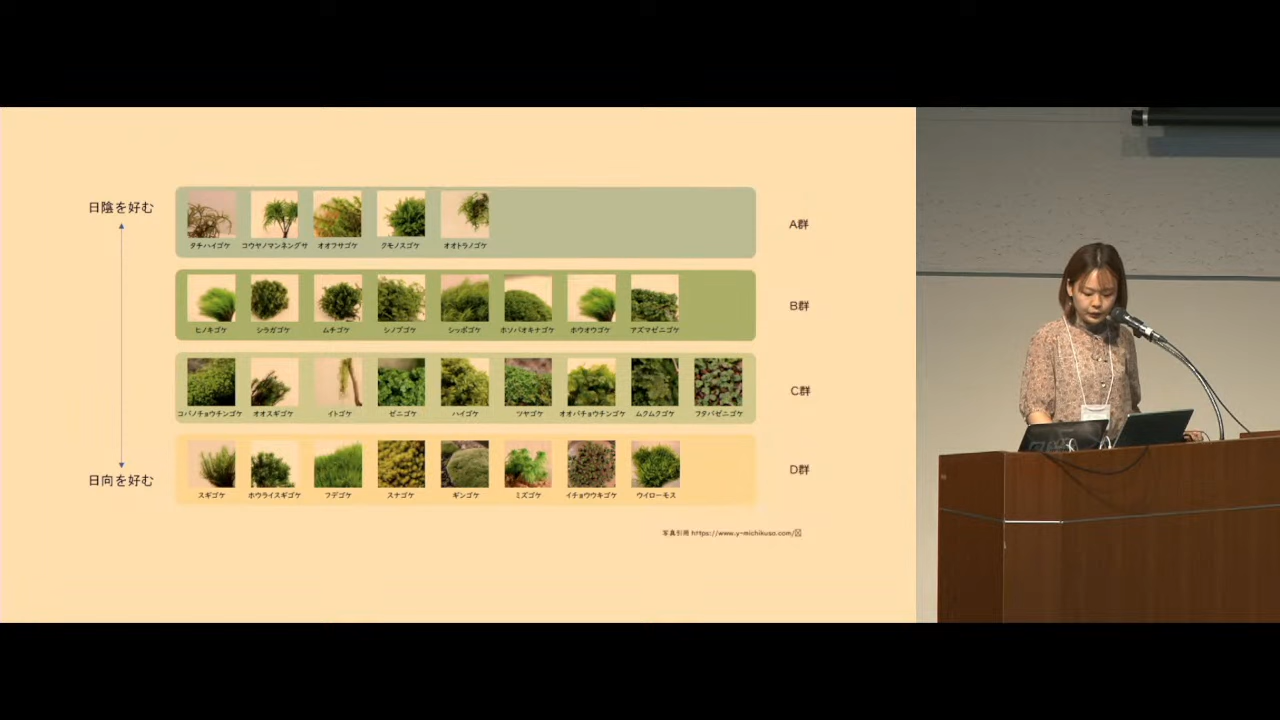 日陰を好む
タチハイゴケ コウヤノマンネングサ オオフサゴケ クモノスゴケ オオトラノゴケ
A群
ヒノキゴケ シラガゴケ ムチゴケ シノブゴケ シッポゴケ ホソバオキナゴケ ホウオウゴケ アズマゼニゴケ
B群
コバノチョウチンゴケ オオスギゴケ イトゴケ ゼニゴケ ハイゴケ ツヤゴケ オオバチョウチンゴケ ムクムクゴケ フタバゼニゴケ
C群
日向を好む
スギゴケ ホウライスギゴケ フデゴケ スナゴケ ギンゴケ ミズゴケ イチョウウキゴケ ウイローモス
D群
写真引用 https://www.y-michikusa.com/